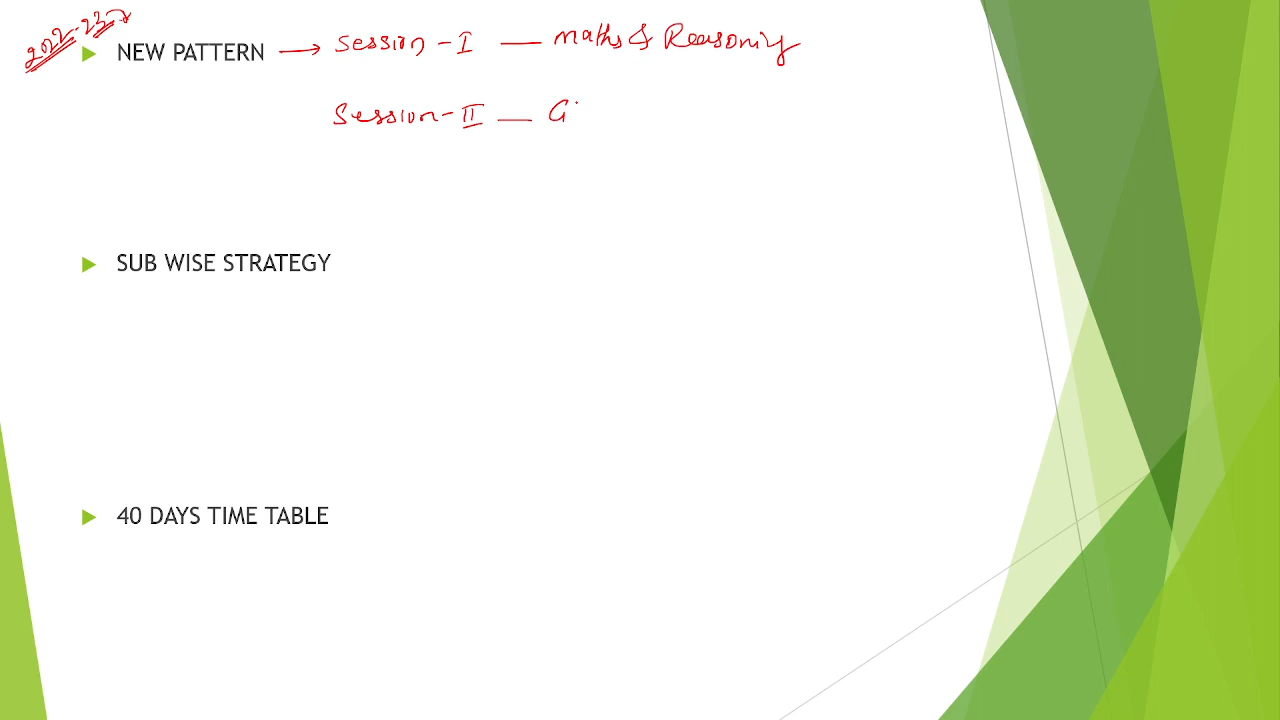 2022-23
NEW PATTERN → Session-I — maths & Reasoning
Session-II — G
SUB WISE STRATEGY
40 DAYS TIME TABLE